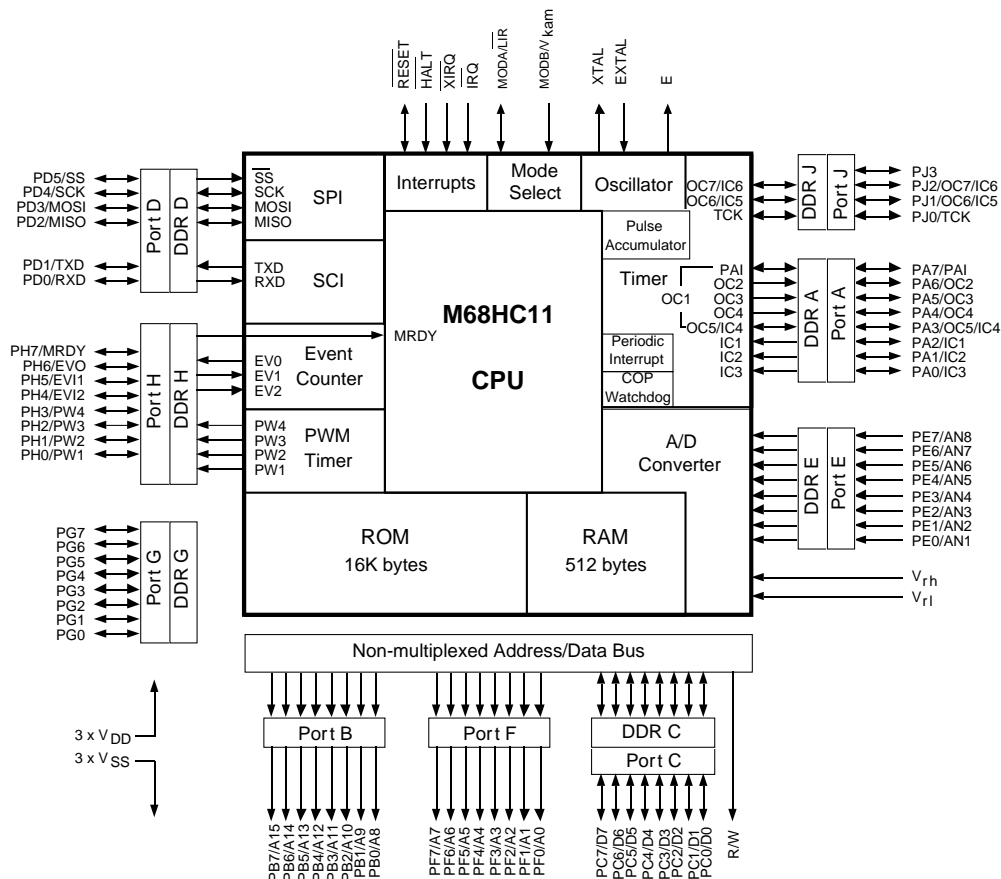 RESET
HALT
XIRQ
IRQ
MODA/LIR
MODB/Vkam
XTAL
EXTAL
E
PD5/SS
PD4/SCK
PD3/MOSI
PD2/MISO
PD1/TXD
PD0/RXD
Port D
DDR D
SS
SCK
MOSI
MISO
SPI
TXD
RXD
SCI
Interrupts
Mode
Select
Oscillator
OC7/IC6
OC6/IC5
TCK
DDR J
Port J
PJ3
PJ2/OC7/IC6
PJ1/OC6/IC5
PJ0/TCK
Pulse
Accumulator
Timer
PAI
OC2
OC1
OC3
OC4
OC5/IC4
IC1
IC2
IC3
DDR A
Port A
PA7/PAI
PA6/OC2
PA5/OC3
PA4/OC4
PA3/OC5/IC4
PA2/IC1
PA1/IC2
PA0/IC3
M68HC11
CPU
MRDY
Periodic
Interrupt
COP
Watchdog
PH7/MRDY
PH6/EVO
PH5/EVI1
PH4/EVI2
PH3/PW4
PH2/PW3
PH1/PW2
PH0/PW1
Port H
DDR H
EV0
EV1
EV2
Event
Counter
PW4
PW3
PW2
PW1
PWM
Timer
A/D
Converter
DDR E
Port E
PE7/AN8
PE6/AN7
PE5/AN6
PE4/AN5
PE3/AN4
PE2/AN3
PE1/AN2
PE0/AN1
Vrh
Vrl
PG7
PG6
PG5
PG4
PG3
PG2
PG1
PG0
Port G
DDR G
ROM
16K bytes
RAM
512 bytes
Non-multiplexed Address/Data Bus
3 x VDD
3 x VSS
Port B
Port F
DDR C
Port C
PB7/A15
PB6/A14
PB5/A13
PB4/A12
PB3/A11
PB2/A10
PB1/A9
PB0/A8
PF7/A7
PF6/A6
PF5/A5
PF4/A4
PF3/A3
PF2/A2
PF1/A1
PF0/A0
PC7/D7
PC6/D6
PC5/D5
PC4/D4
PC3/D3
PC2/D2
PC1/D1
PC0/D0
R/W